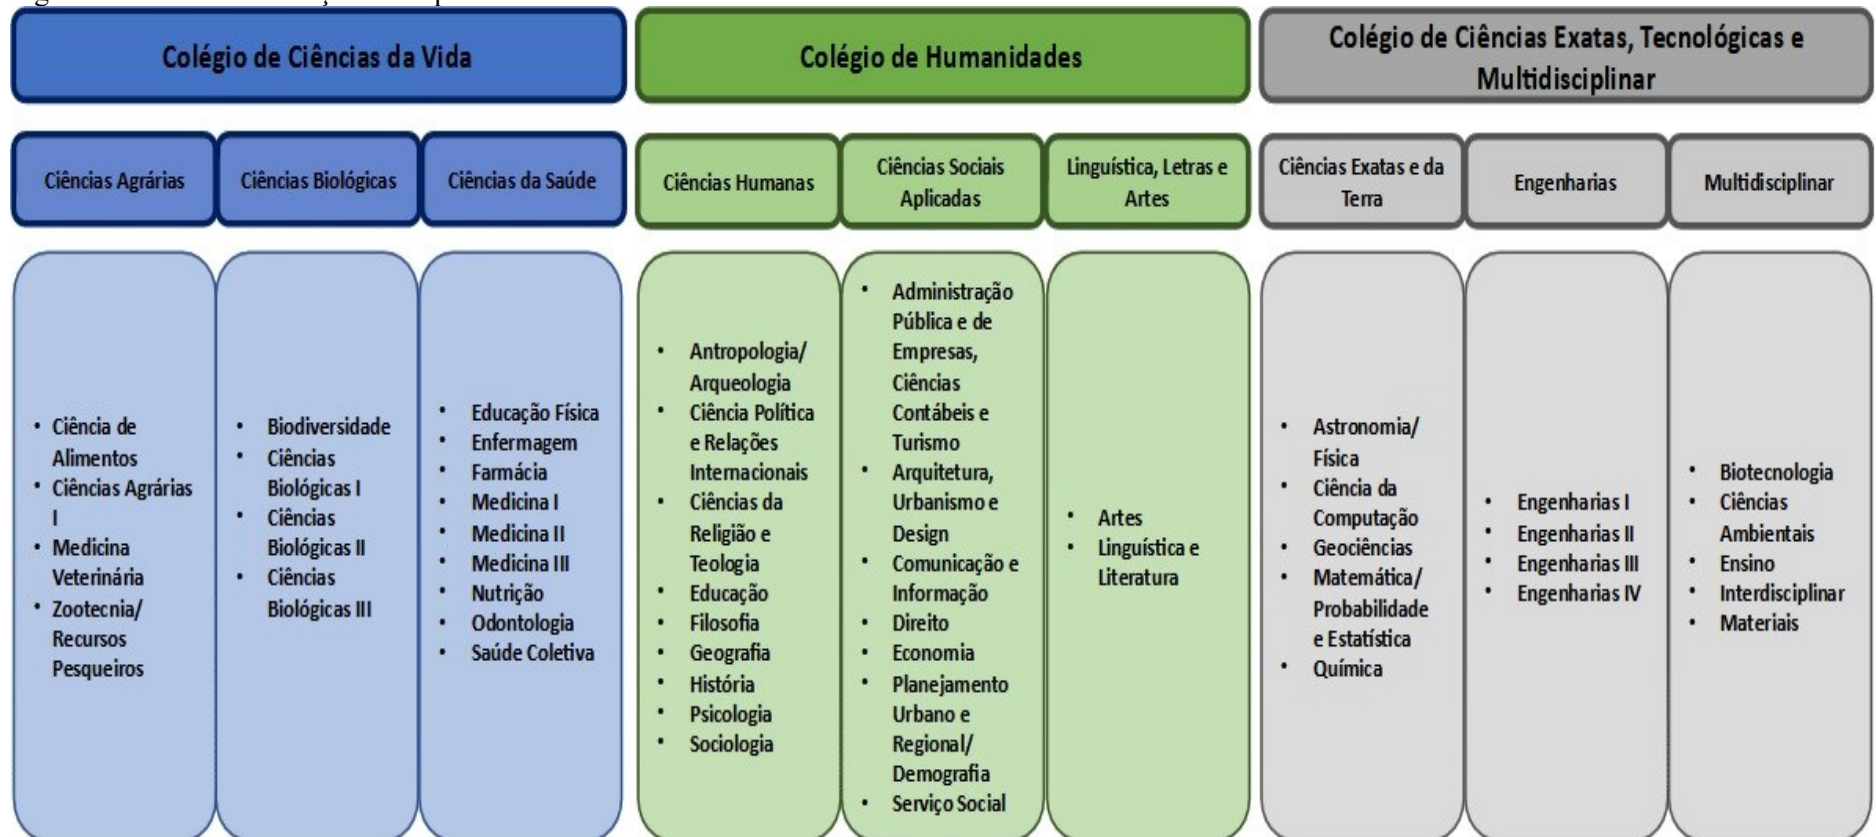 Colégio de Ciências da Vida
Colégio de Humanidades
Colégio de Ciências Exatas, Tecnológicas e
Multidisciplinar
Ciências Agrárias
Ciências Biológicas
Ciências da Saúde
Ciências Humanas
Ciências Sociais
Aplicadas
Linguística, Letras e
Artes
Ciências Exatas e da
Terra
Engenharias
Multidisciplinar
• Ciência de
Alimentos
• Ciências Agrárias
I
• Medicina
Veterinária
• Zootecnia/
Recursos
Pesqueiros
• Biodiversidade
• Ciências
Biológicas I
• Ciências
Biológicas II
• Ciências
Biológicas III
• Educação Física
• Enfermagem
• Farmácia
• Medicina I
• Medicina II
• Medicina III
• Nutrição
• Odontologia
• Saúde Coletiva
• Antropologia/
Arqueologia
• Ciência Política
e Relações
Internacionais
• Ciências da
Religião e
Teologia
• Educação
• Filosofia
• Geografia
• História
• Psicologia
• Sociologia
• Administração
Pública e de
Empresas,
Ciências
Contábeis e
Turismo
• Arquitetura,
Urbanismo e
Design
• Comunicação e
Informação
• Direito
• Economia
• Planejamento
Urbano e
Regional/
Demografia
• Serviço Social
• Artes
• Linguística e
Literatura
• Astronomia/
Física
• Ciência da
Computação
• Geociências
• Matemática/
Probabilidade
e Estatística
• Química
• Engenharias I
• Engenharias II
• Engenharias III
• Engenharias IV
• Biotecnologia
• Ciências
Ambientais
• Ensino
• Interdisciplinar
• Materiais